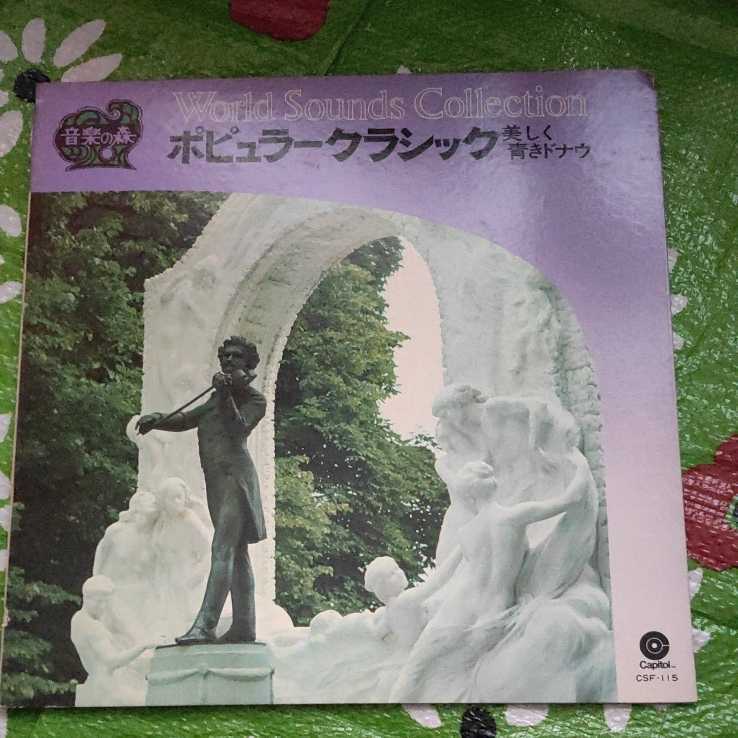 World Sounds Collection
音楽の森
ポピュラークラシック
美しく
青きドナウ
Capitol
CSF-115